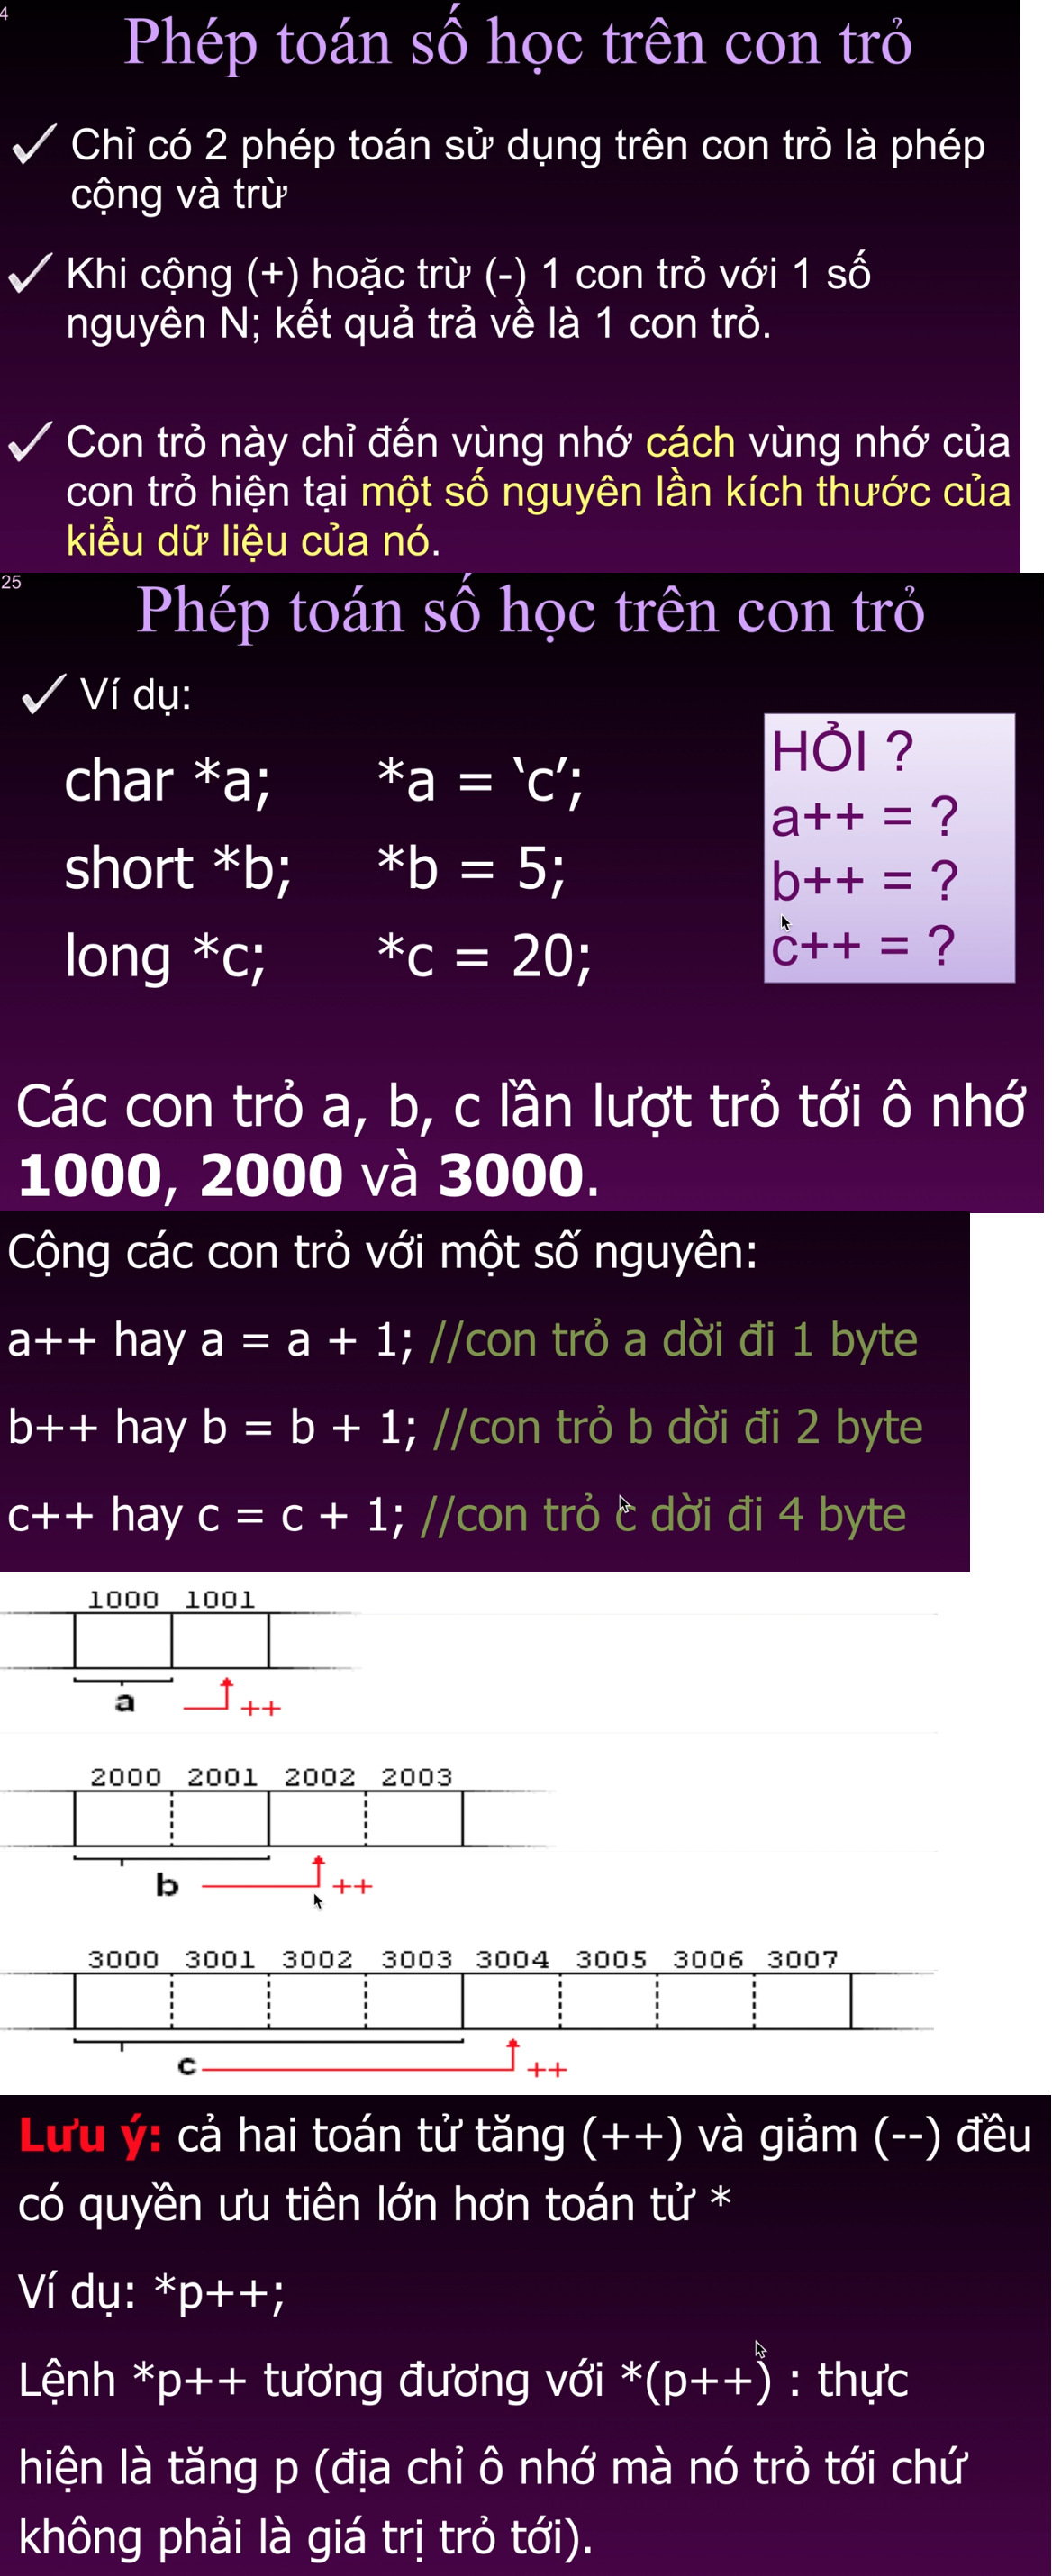 4
Phép toán số học trên con trỏ
Chỉ có 2 phép toán sử dụng trên con trỏ là phép
cộng và trừ
Khi cộng (+) hoặc trừ (-) 1 con trỏ với 1 số
nguyên N; kết quả trả về là 1 con trỏ.
Con trỏ này chỉ đến vùng nhớ cách vùng nhớ của
con trỏ hiện tại một số nguyên lần kích thước của
kiểu dữ liệu của nó.
25
Phép toán số học trên con trỏ
Ví dụ:
char *a; *a = ‘c’;
short *b; *b = 5;
long *c; *c = 20;
HỎI ?
a++ = ?
b++ = ?
c++ = ?
Các con trỏ a, b, c lần lượt trỏ tới ô nhớ
1000, 2000 và 3000.
Cộng các con trỏ với một số nguyên:
a++ hay a = a + 1; //con trỏ a dời đi 1 byte
b++ hay b = b + 1; //con trỏ b dời đi 2 byte
c++ hay c = c + 1; //con trỏ c dời đi 4 byte
1000 1001
a ++
2000 2001 2002 2003
b ++
3000 3001 3002 3003 3004 3005 3006 3007
c ++
Lưu ý: cả hai toán tử tăng (++) và giảm (--) đều
có quyền ưu tiên lớn hơn toán tử *
Ví dụ: *p++;
Lệnh *p++ tương đương với *(p++) : thực
hiện là tăng p (địa chỉ ô nhớ mà nó trỏ tới chứ
không phải là giá trị trỏ tới).